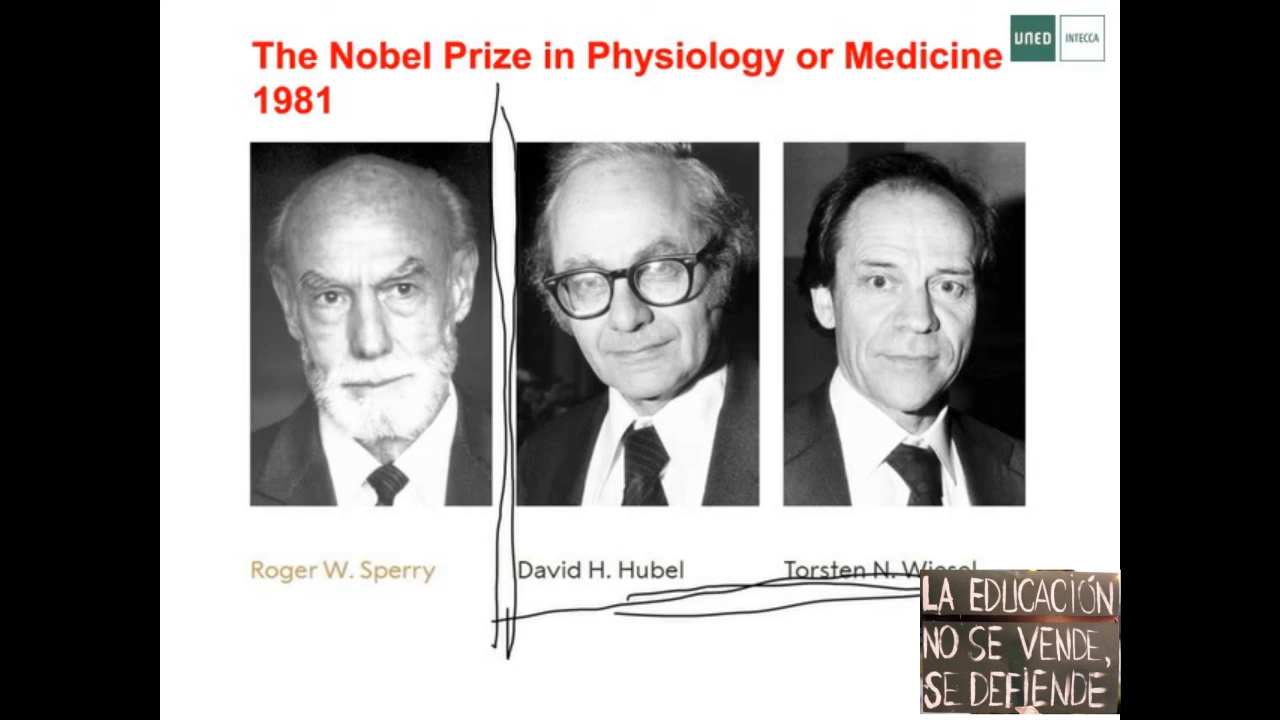 The Nobel Prize in Physiology or Medicine
1981
UNED INTECCA
Roger W. Sperry
David H. Hubel
Torsten N. Wiesel
LA EDUCACIÓN
NO SE VENDE,
SE DEFIENDE